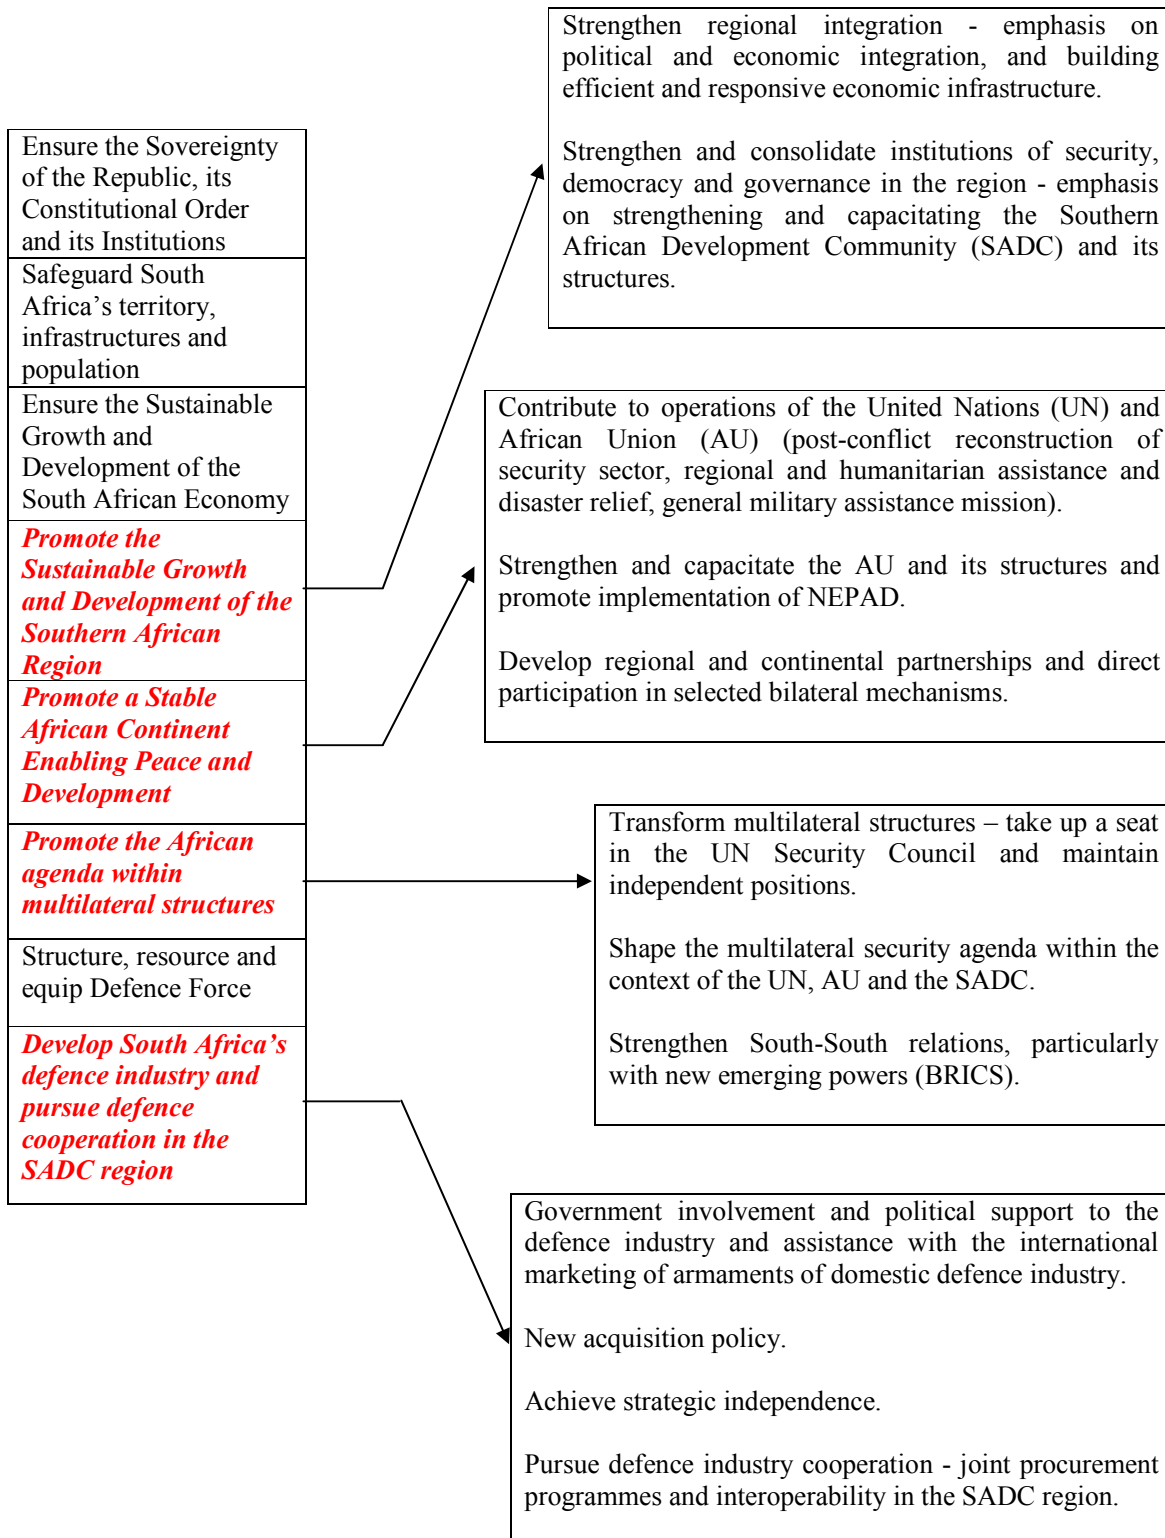 Ensure the Sovereignty
of the Republic, its
Constitutional Order
and its Institutions
Safeguard South
Africa’s territory,
infrastructures and
population
Ensure the Sustainable
Growth and
Development of the
South African Economy
Promote the
Sustainable Growth
and Development of the
Southern African
Region
Promote a Stable
African Continent
Enabling Peace and
Development
Promote the African
agenda within
multilateral structures
Structure, resource and
equip Defence Force
Develop South Africa’s
defence industry and
pursue defence
cooperation in the
SADC region
Strengthen regional integration - emphasis on
political and economic integration, and building
efficient and responsive economic infrastructure.
Strengthen and consolidate institutions of security,
democracy and governance in the region - emphasis
on strengthening and capacitating the Southern
African Development Community (SADC) and its
structures.
Contribute to operations of the United Nations (UN) and
African Union (AU) (post-conflict reconstruction of
security sector, regional and humanitarian assistance and
disaster relief, general military assistance mission).
Strengthen and capacitate the AU and its structures and
promote implementation of NEPAD.
Develop regional and continental partnerships and direct
participation in selected bilateral mechanisms.
Transform multilateral structures – take up a seat
in the UN Security Council and maintain
independent positions.
Shape the multilateral security agenda within the
context of the UN, AU and the SADC.
Strengthen South-South relations, particularly
with new emerging powers (BRICS).
Government involvement and political support to the
defence industry and assistance with the international
marketing of armaments of domestic defence industry.
New acquisition policy.
Achieve strategic independence.
Pursue defence industry cooperation - joint procurement
programmes and interoperability in the SADC region.